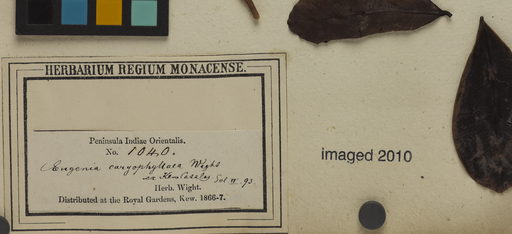 HERBARIUM REGIUM MONACENSE.
Peninsula Indiae Orientalis.
No. 1040.
Eugenia caryophyllaea Wight
Herb. Wight.
Distributed at the Royal Gardens, Kew. 1866-7.
imaged 2010